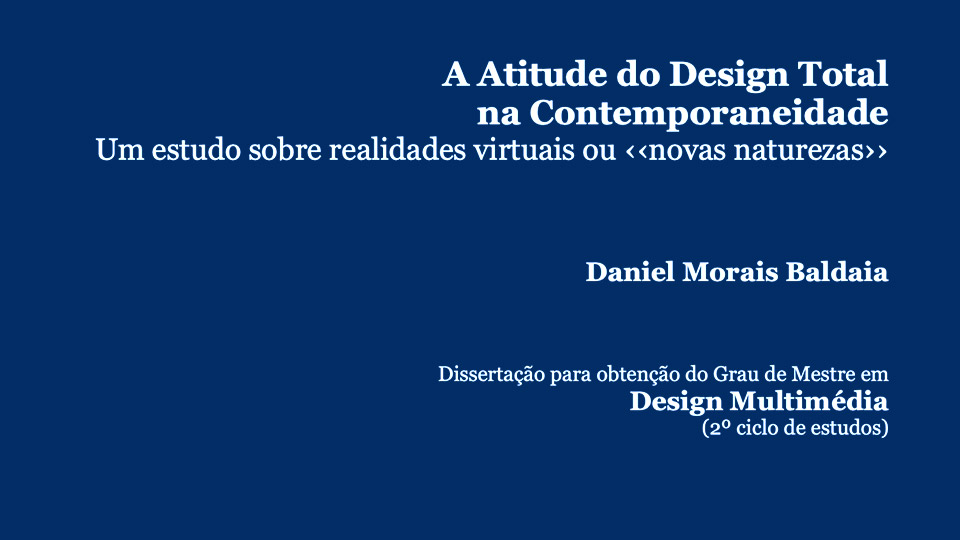 A Atitude do Design Total
na Contemporaneidade
Um estudo sobre realidades virtuais ou ‹‹novas naturezas››
Daniel Morais Baldaia
Dissertação para obtenção do Grau de Mestre em
Design Multimédia
(2º ciclo de estudos)